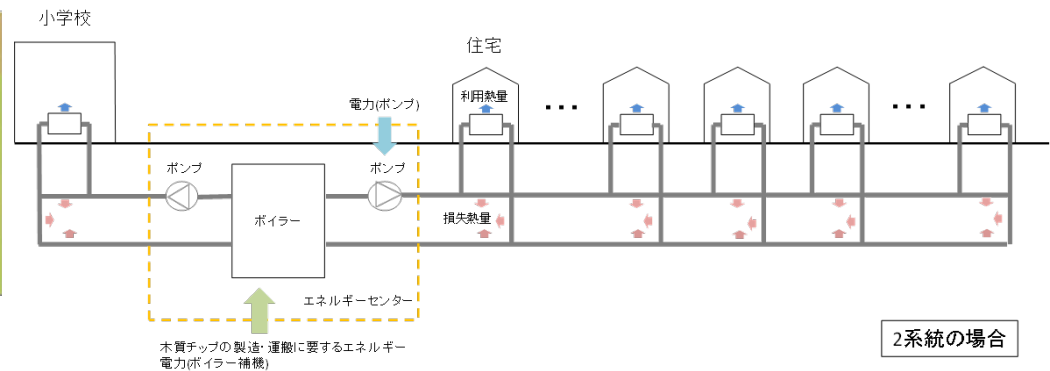 小学校
住宅
利用熱量
電力(ポンプ)
… …
ポンプ
ポンプ
ボイラー
損失熱量
エネルギーセンター
木質チップの製造・運搬に要するエネルギー
電力(ボイラー補機)
2系統の場合